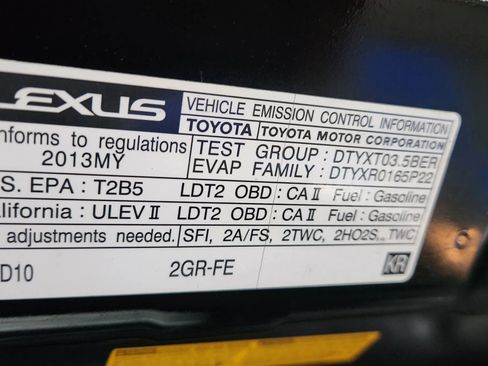 LEXUS
VEHICLE EMISSION CONTROL INFORMATION
TOYOTA TOYOTA MOTOR CORPORATION
nforms to regulations
2013MY
TEST GROUP : DTYXT03.5BER
EVAP FAMILY : DTYXR0165P22
S. EPA : T2B5 LDT2 OBD : CA II Fuel : Gasoline
alifornia : ULEV II LDT2 OBD : CA II Fuel : Gasoline
adjustments needed. SFI, 2A/FS, 2TWC, 2HO2S, TWC
D10 2GR-FE KR